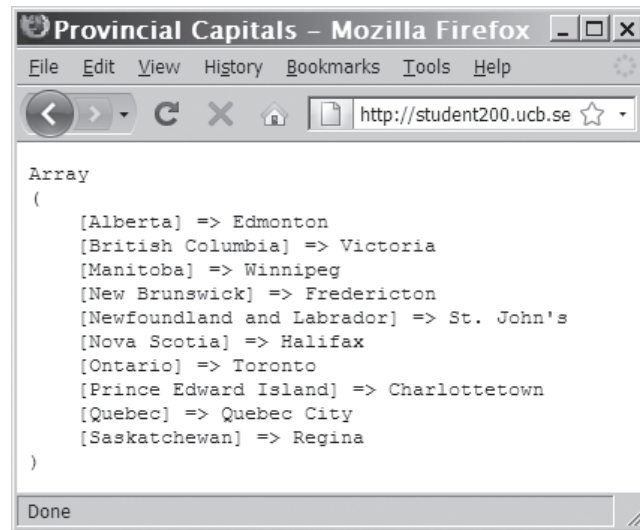 Provincial Capitals – Mozilla Firefox
File Edit View History Bookmarks Tools Help
http://student200.ucb.se
Array
(
[Alberta] => Edmonton
[British Columbia] => Victoria
[Manitoba] => Winnipeg
[New Brunswick] => Fredericton
[Newfoundland and Labrador] => St. John's
[Nova Scotia] => Halifax
[Ontario] => Toronto
[Prince Edward Island] => Charlottetown
[Quebec] => Quebec City
[Saskatchewan] => Regina
)
Done